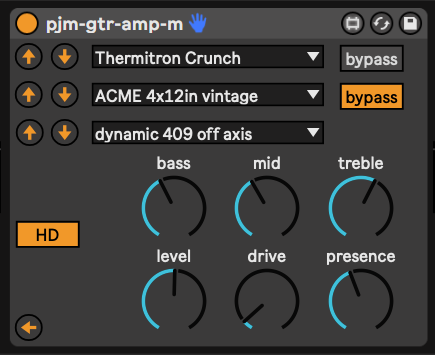 pjm-gtr-amp-m
Thermitron Crunch
bypass
ACME 4x12in vintage
bypass
dynamic 409 off axis
bass mid treble
HD
level drive presence